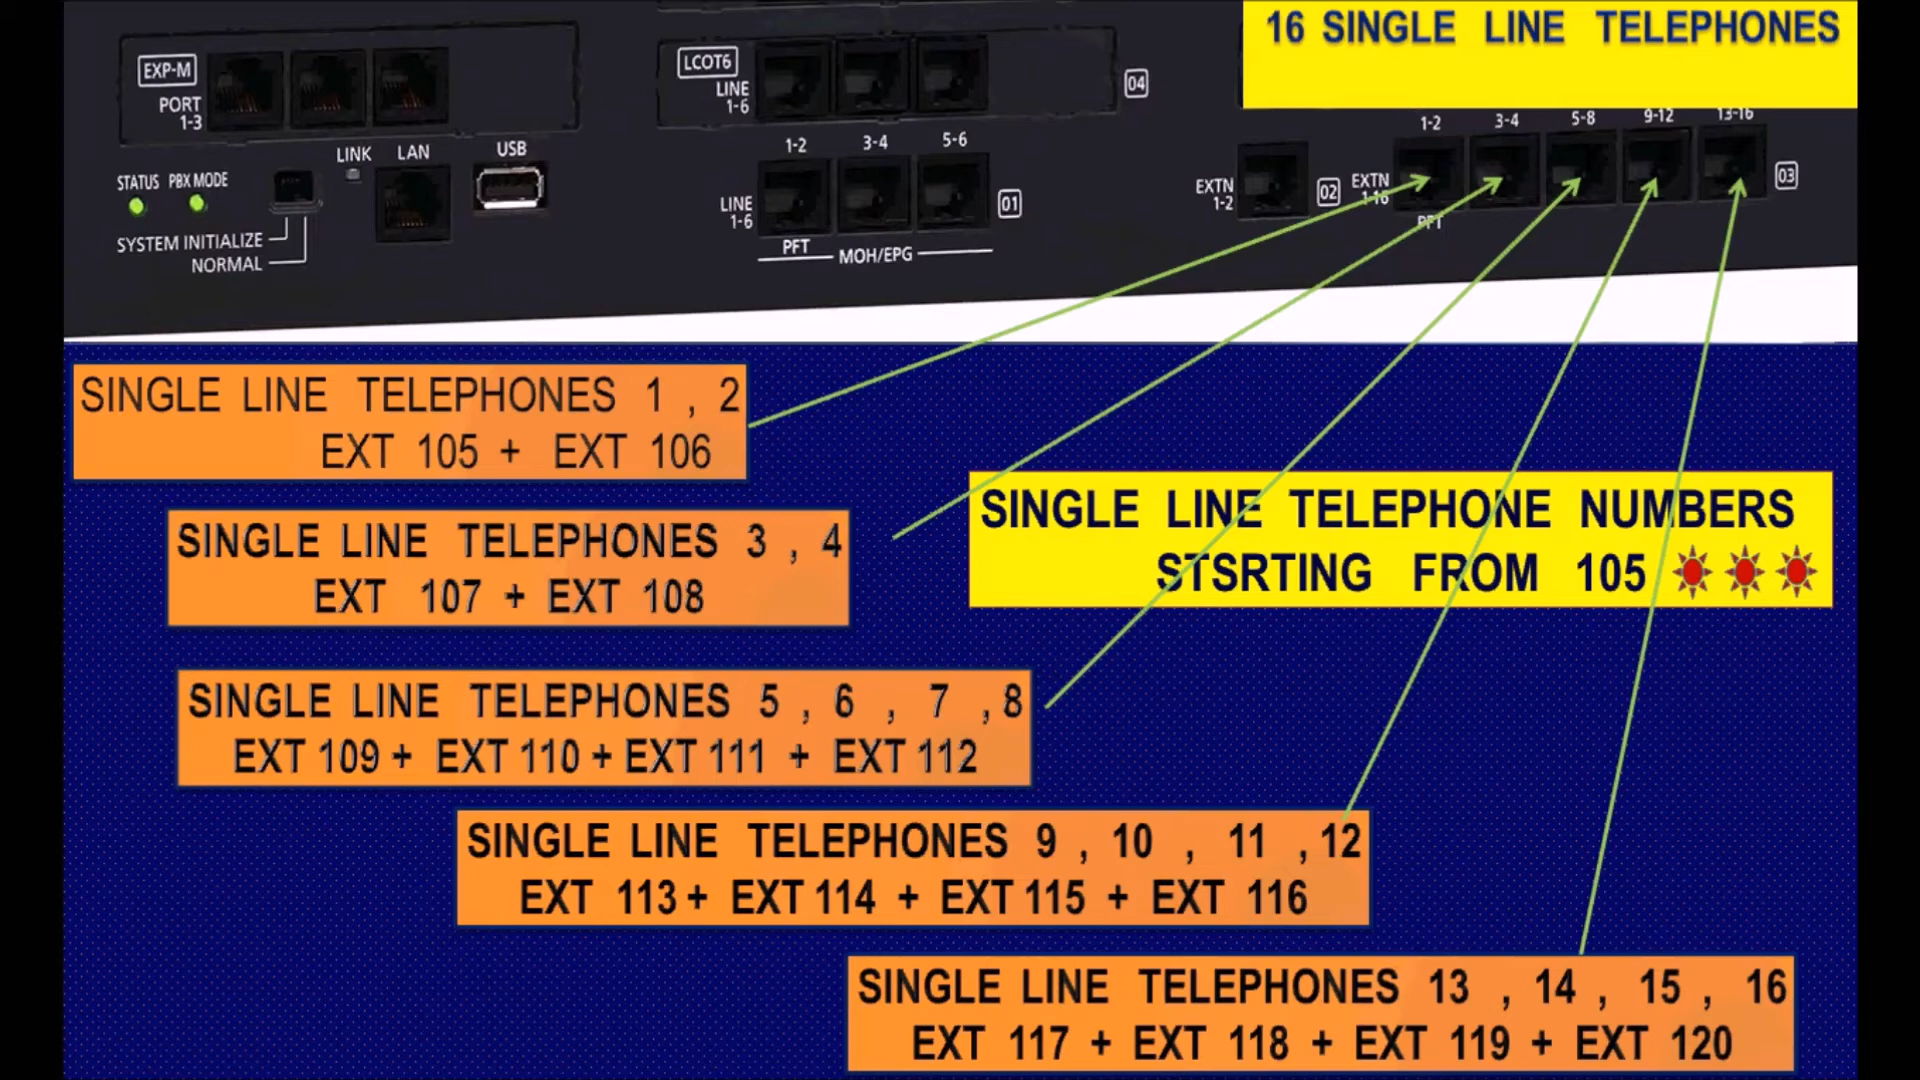 16 SINGLE LINE TELEPHONES
EXP-M
PORT
1-3
LCOT6
LINE
1-6
04
1-2 3-4 5-6
LINE
1-6
01
PFT MOH/EPG
STATUS PBX MODE
LINK LAN USB
SYSTEM INITIALIZE
NORMAL
EXTN
1-2
02
1-2 3-4 5-8 9-12 13-16
EXTN
1-16
03
PFT
SINGLE LINE TELEPHONES 1 , 2
EXT 105 + EXT 106
SINGLE LINE TELEPHONES 3 , 4
EXT 107 + EXT 108
SINGLE LINE TELEPHONE NUMBERS
STSRTING FROM 105
SINGLE LINE TELEPHONES 5 , 6 , 7 ,8
EXT 109 + EXT 110 + EXT 111 + EXT 112
SINGLE LINE TELEPHONES 9 , 10 , 11 ,12
EXT 113 + EXT 114 + EXT 115 + EXT 116
SINGLE LINE TELEPHONES 13 , 14 , 15 , 16
EXT 117 + EXT 118 + EXT 119 + EXT 120